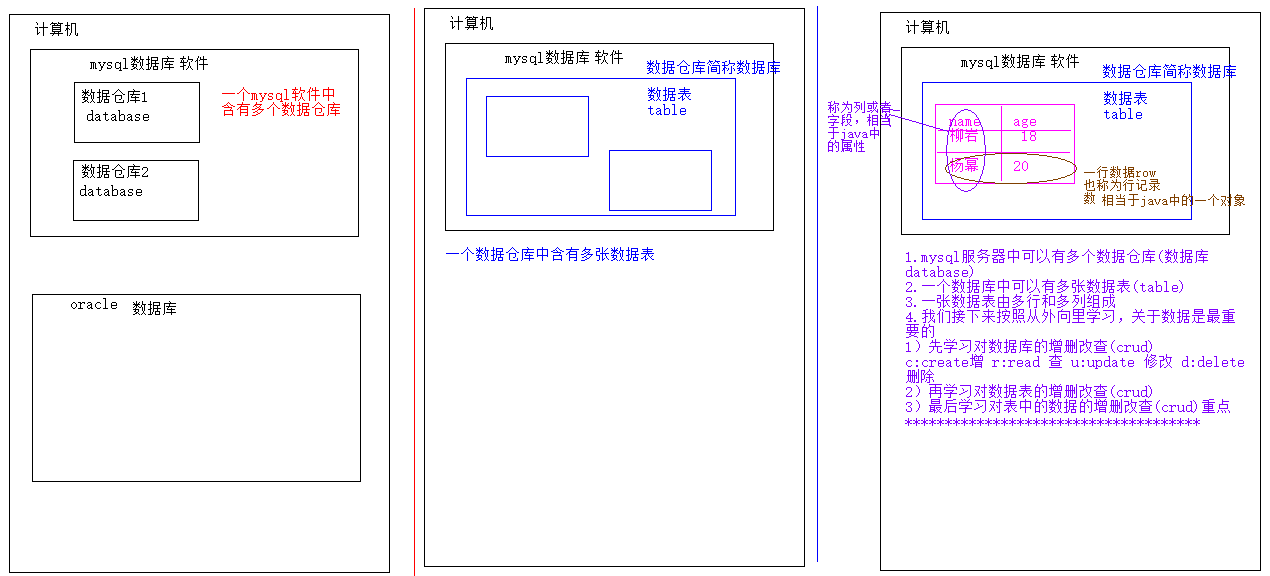 计算机
mysql数据库 软件
数据仓库1
database
一个mysql软件中
含有多个数据仓库
数据仓库2
database
oracle 数据库
计算机
mysql数据库 软件
数据仓库简称数据库
数据表
table
一个数据仓库中含有多张数据表
计算机
mysql数据库 软件
数据仓库简称数据库
数据表
table
称为列或者
字段，相当
于java中
的属性
name age
柳岩 18
杨幂 20
一行数据row
也称为行记录
数 相当于java中的一个对象
1.mysql服务器中可以有多个数据仓库(数据库
database)
2.一个数据库中可以有多张数据表(table)
3.一张数据表由多行和多列组成
4.我们接下来按照从外向里学习，关于数据是最重
要的
1）先学习对数据库的增删改查(crud)
c:create增 r:read 查 u:update 修改 d:delete
删除
2）再学习对数据表的增删改查(crud)
3）最后学习对表中的数据的增删改查(crud)重点
*************************************